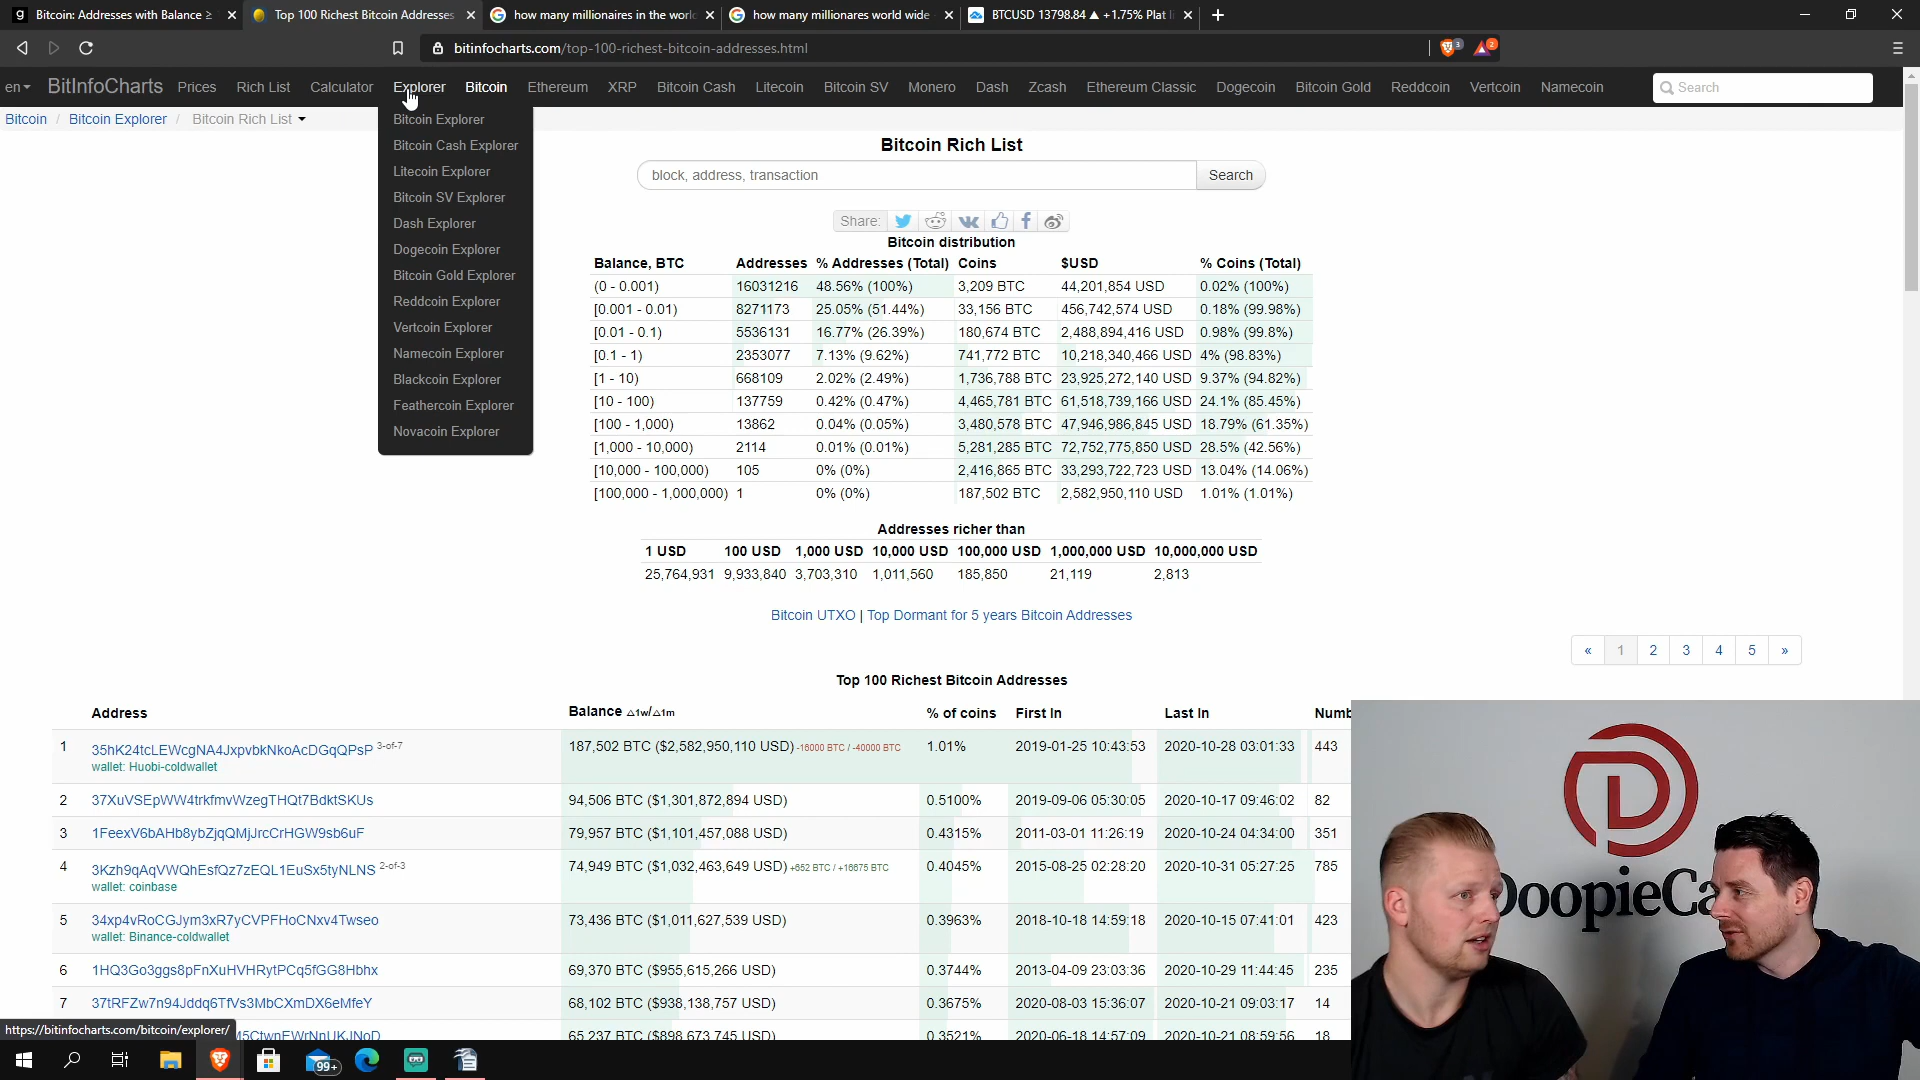 Bitcoin: Addresses with Balance ≥
Top 100 Richest Bitcoin Addresses
how many millionaires in the worl
how many millionares world wide
BTCUSD 13798.84 ▲ +1.75% Plat l
bitinfocharts.com/top-100-richest-bitcoin-addresses.html
3
2
en BitInfoCharts Prices Rich List Calculator Explorer Bitcoin Ethereum XRP Bitcoin Cash Litecoin Bitcoin SV Monero Dash Zcash Ethereum Classic Dogecoin Bitcoin Gold Reddcoin Vertcoin Namecoin Search
Bitcoin / Bitcoin Explorer / Bitcoin Rich List
Bitcoin Explorer
Bitcoin Cash Explorer
Litecoin Explorer
Bitcoin SV Explorer
Dash Explorer
Dogecoin Explorer
Bitcoin Gold Explorer
Reddcoin Explorer
Vertcoin Explorer
Namecoin Explorer
Blackcoin Explorer
Feathercoin Explorer
Novacoin Explorer
Bitcoin Rich List
block, address, transaction Search
Share:
Bitcoin distribution
Balance, BTC Addresses % Addresses (Total) Coins $USD % Coins (Total)
(0 - 0.001) 16031216 48.56% (100%) 3,209 BTC 44,201,854 USD 0.02% (100%)
[0.001 - 0.01) 8271173 25.05% (51.44%) 33,156 BTC 456,742,574 USD 0.18% (99.98%)
[0.01 - 0.1) 5536131 16.77% (26.39%) 180,674 BTC 2,488,894,416 USD 0.98% (99.8%)
[0.1 - 1) 2353077 7.13% (9.62%) 741,772 BTC 10,218,340,466 USD 4% (98.83%)
[1 - 10) 668109 2.02% (2.49%) 1,736,788 BTC 23,925,272,140 USD 9.37% (94.82%)
[10 - 100) 137759 0.42% (0.47%) 4,465,781 BTC 61,518,739,166 USD 24.1% (85.45%)
[100 - 1,000) 13862 0.04% (0.05%) 3,480,578 BTC 47,946,986,845 USD 18.79% (61.35%)
[1,000 - 10,000) 2114 0.01% (0.01%) 5,281,285 BTC 72,752,775,850 USD 28.5% (42.56%)
[10,000 - 100,000) 105 0% (0%) 2,416,865 BTC 33,293,722,723 USD 13.04% (14.06%)
[100,000 - 1,000,000) 1 0% (0%) 187,502 BTC 2,582,950,110 USD 1.01% (1.01%)
Addresses richer than
1 USD 100 USD 1,000 USD 10,000 USD 100,000 USD 1,000,000 USD 10,000,000 USD
25,764,931 9,933,840 3,703,310 1,011,560 185,850 21,119 2,813
Bitcoin UTXO | Top Dormant for 5 years Bitcoin Addresses
« 1 2 3 4 5 »
Top 100 Richest Bitcoin Addresses
Address Balance △1w/△1m % of coins First In Last In Numb
1 35hK24tcLEWcgNA4JxpvbkNkoAcDGqQPsP 3-of-7 187,502 BTC ($2,582,950,110 USD) -16000 BTC / -40000 BTC 1.01% 2019-01-25 10:43:53 2020-10-28 03:01:33 443
wallet: Huobi-coldwallet
2 37XuVSEpWW4trkfmvWzegTHQt7BdktSKUs 94,506 BTC ($1,301,872,894 USD) 0.5100% 2019-09-06 05:30:05 2020-10-17 09:46:02 82
3 1FeexV6bAHb8ybZjqQMjJrcCrHGW9sb6uF 79,957 BTC ($1,101,457,088 USD) 0.4315% 2011-03-01 11:26:19 2020-10-24 04:34:00 351
4 3Kzh9qAqVWQhEsfQz7zEQL1EuSx5tyNLNS 2-of-3 74,949 BTC ($1,032,463,649 USD) +652 BTC / +16675 BTC 0.4045% 2015-08-25 02:28:20 2020-10-31 05:27:25 785
wallet: coinbase
5 34xp4vRoCGJym3xR7yCVPFHoCNxv4Twseo 73,436 BTC ($1,011,627,539 USD) 0.3963% 2018-10-18 14:59:18 2020-10-15 07:41:01 423
wallet: Binance-coldwallet
6 1HQ3Go3ggs8pFnXuHVHRytPCq5fGG8Hbhx 69,370 BTC ($955,615,266 USD) 0.3744% 2013-04-09 23:03:36 2020-10-29 11:44:45 235
7 37tRFZw7n94Jddq6TfVs3MbCXmDX6eMfeY 68,102 BTC ($938,138,757 USD) 0.3675% 2020-08-03 15:36:07 2020-10-21 09:03:17 14
65,237 BTC ($898,673,745 USD) 0.3521% 2020-06-18 14:57:09 2020-10-21 08:59:56 18
https://bitinfocharts.com/bitcoin/explorer/
99+
DoopieCa